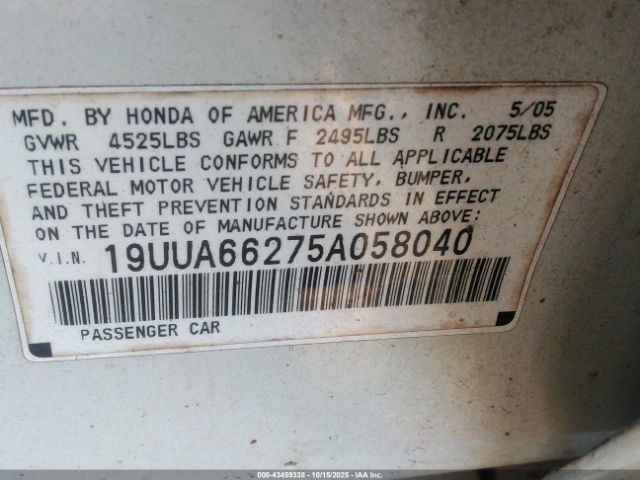 MFD. BY HONDA OF AMERICA MFG., INC. 5/05
GVWR 4525LBS GAWR F 2495LBS R 2075LBS
THIS VEHICLE CONFORMS TO ALL APPLICABLE
FEDERAL MOTOR VEHICLE SAFETY, BUMPER,
AND THEFT PREVENTION STANDARDS IN EFFECT
ON THE DATE OF MANUFACTURE SHOWN ABOVE:
V.I.N. 19UUA66275A058040
PASSENGER CAR
000-43459338 - 10/15/2025 - IAA Inc.